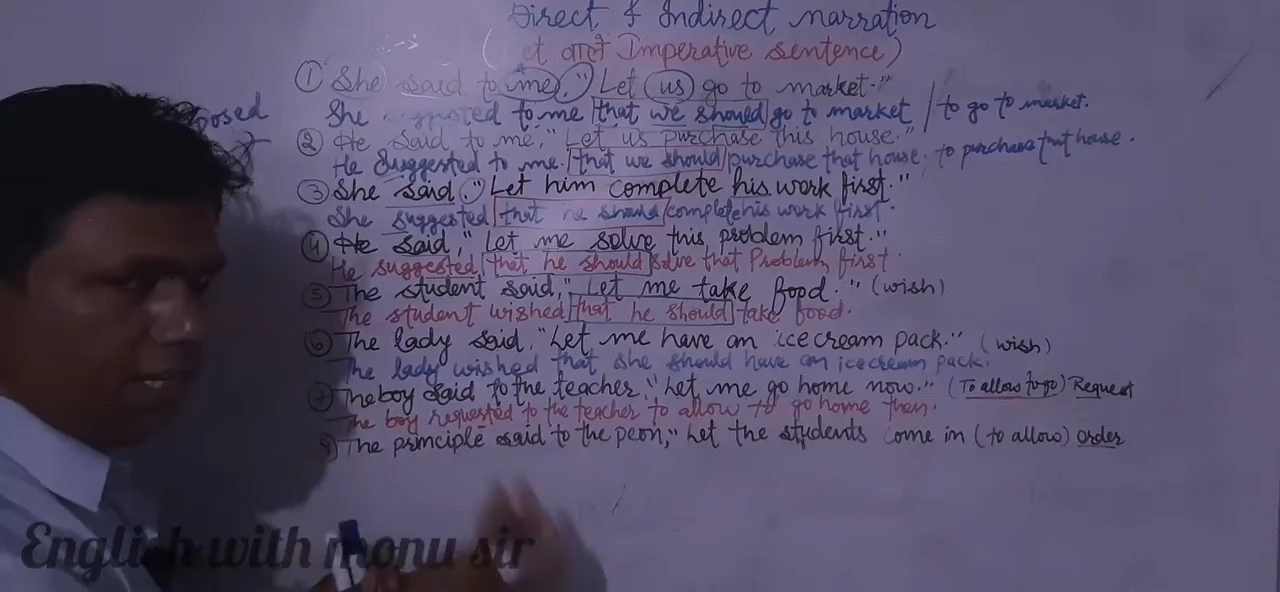 Direct & Indirect narration
( वाले Imperative sentence)
① She said to me, "Let us go to market."
posed
She suggested to me that we should go to market / to go to market.
② He said to me, "Let us purchase this house."
He suggested to me that we should purchase that house. to purchase that house.
③ She said, "Let him complete his work first."
She suggested that he should complete his work first.
④ He said, "Let me solve this problem first."
He suggested that he should solve that Problem first.
⑤ The student said, "Let me take food." (wish)
The student wished that he should take food.
⑥ The lady said, "Let me have an icecream pack." (wish)
The lady wished that she should have an icecream pack.
⑦ The boy said to the teacher, "Let me go home now." (To allow to go) Request
The boy requested to the teacher to allow to go home then.
The principle said to the peon, "Let the students come in (to allow) order
English with monu sir